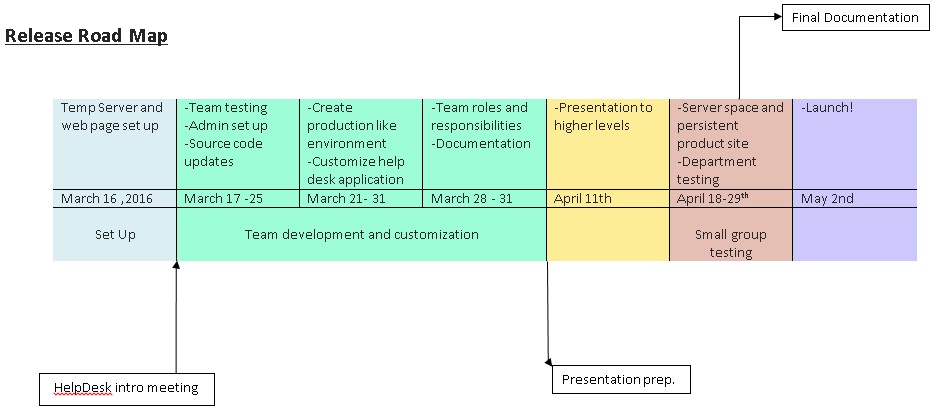 Final Documentation
Release Road Map
Temp Server and
web page set up
-Team testing
-Admin set up
-Source code
updates
-Create
production like
environment
-Customize help
desk application
-Team roles and
responsibilities
-Documentation
-Presentation to
higher levels
-Server space and
persistent
product site
-Department
testing
-Launch!
March 16 ,2016
March 17 -25
March 21- 31
March 28 - 31
April 11th
April 18-29th
May 2nd
Set Up
Team development and customization
Small group
testing
HelpDesk intro meeting
Presentation prep.